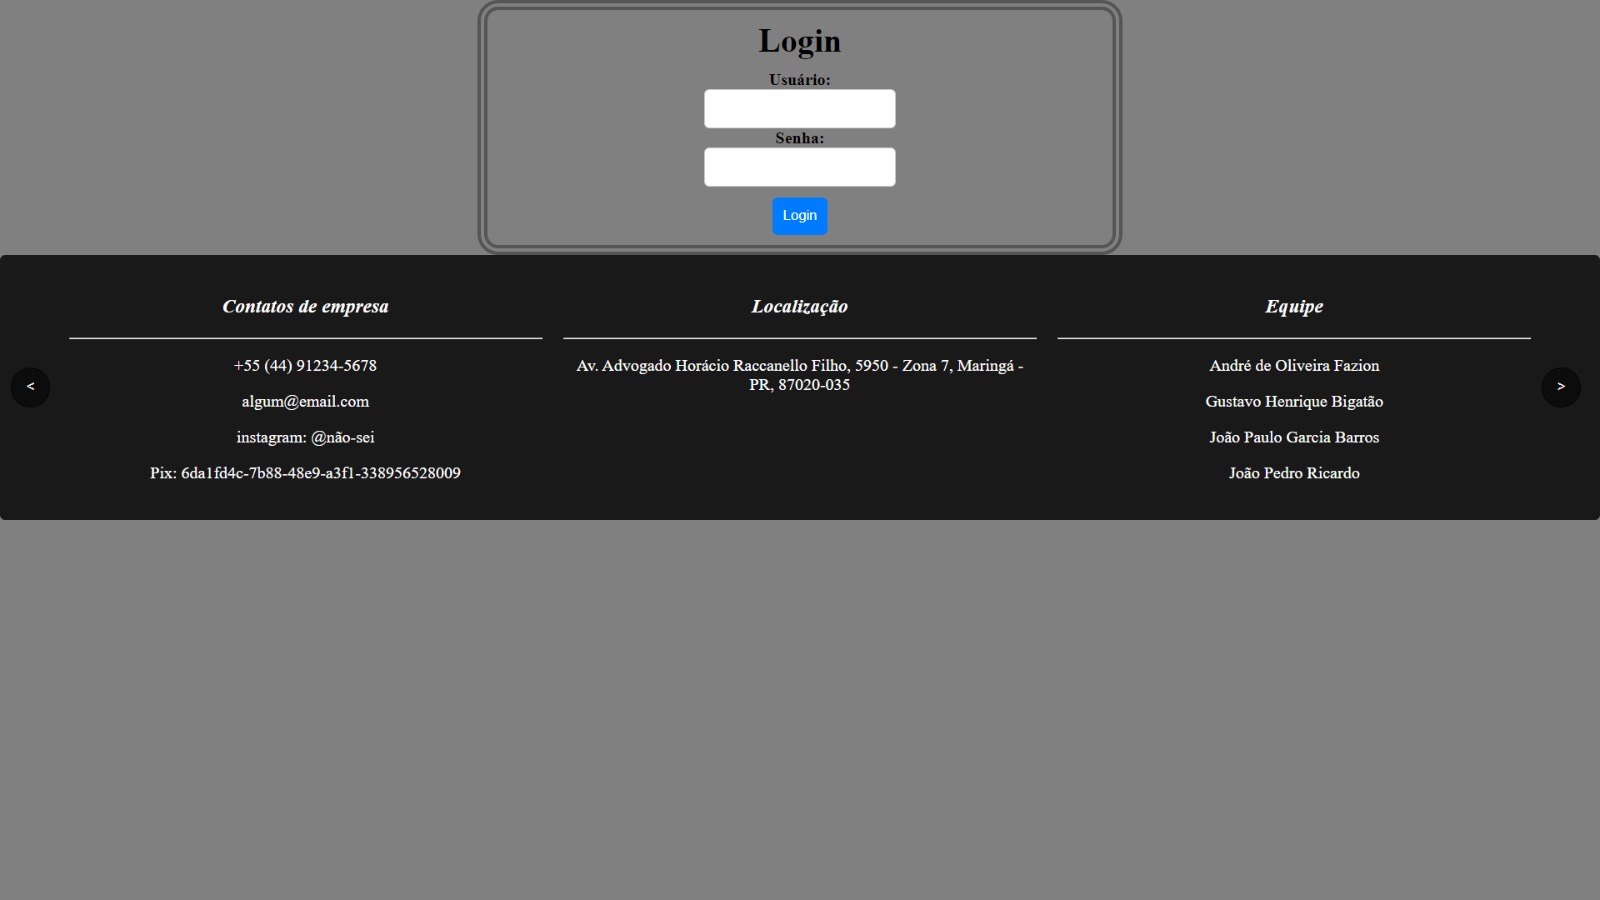 Login
Usuário:
Senha:
Login
Contatos de empresa
+55 (44) 91234-5678
algum@email.com
instagram: @não-sei
Pix: 6da1fd4c-7b88-48e9-a3f1-338956528009
Localização
Av. Advogado Horácio Raccanello Filho, 5950 - Zona 7, Maringá -
PR, 87020-035
Equipe
André de Oliveira Fazion
Gustavo Henrique Bigatão
João Paulo Garcia Barros
João Pedro Ricardo
<
>